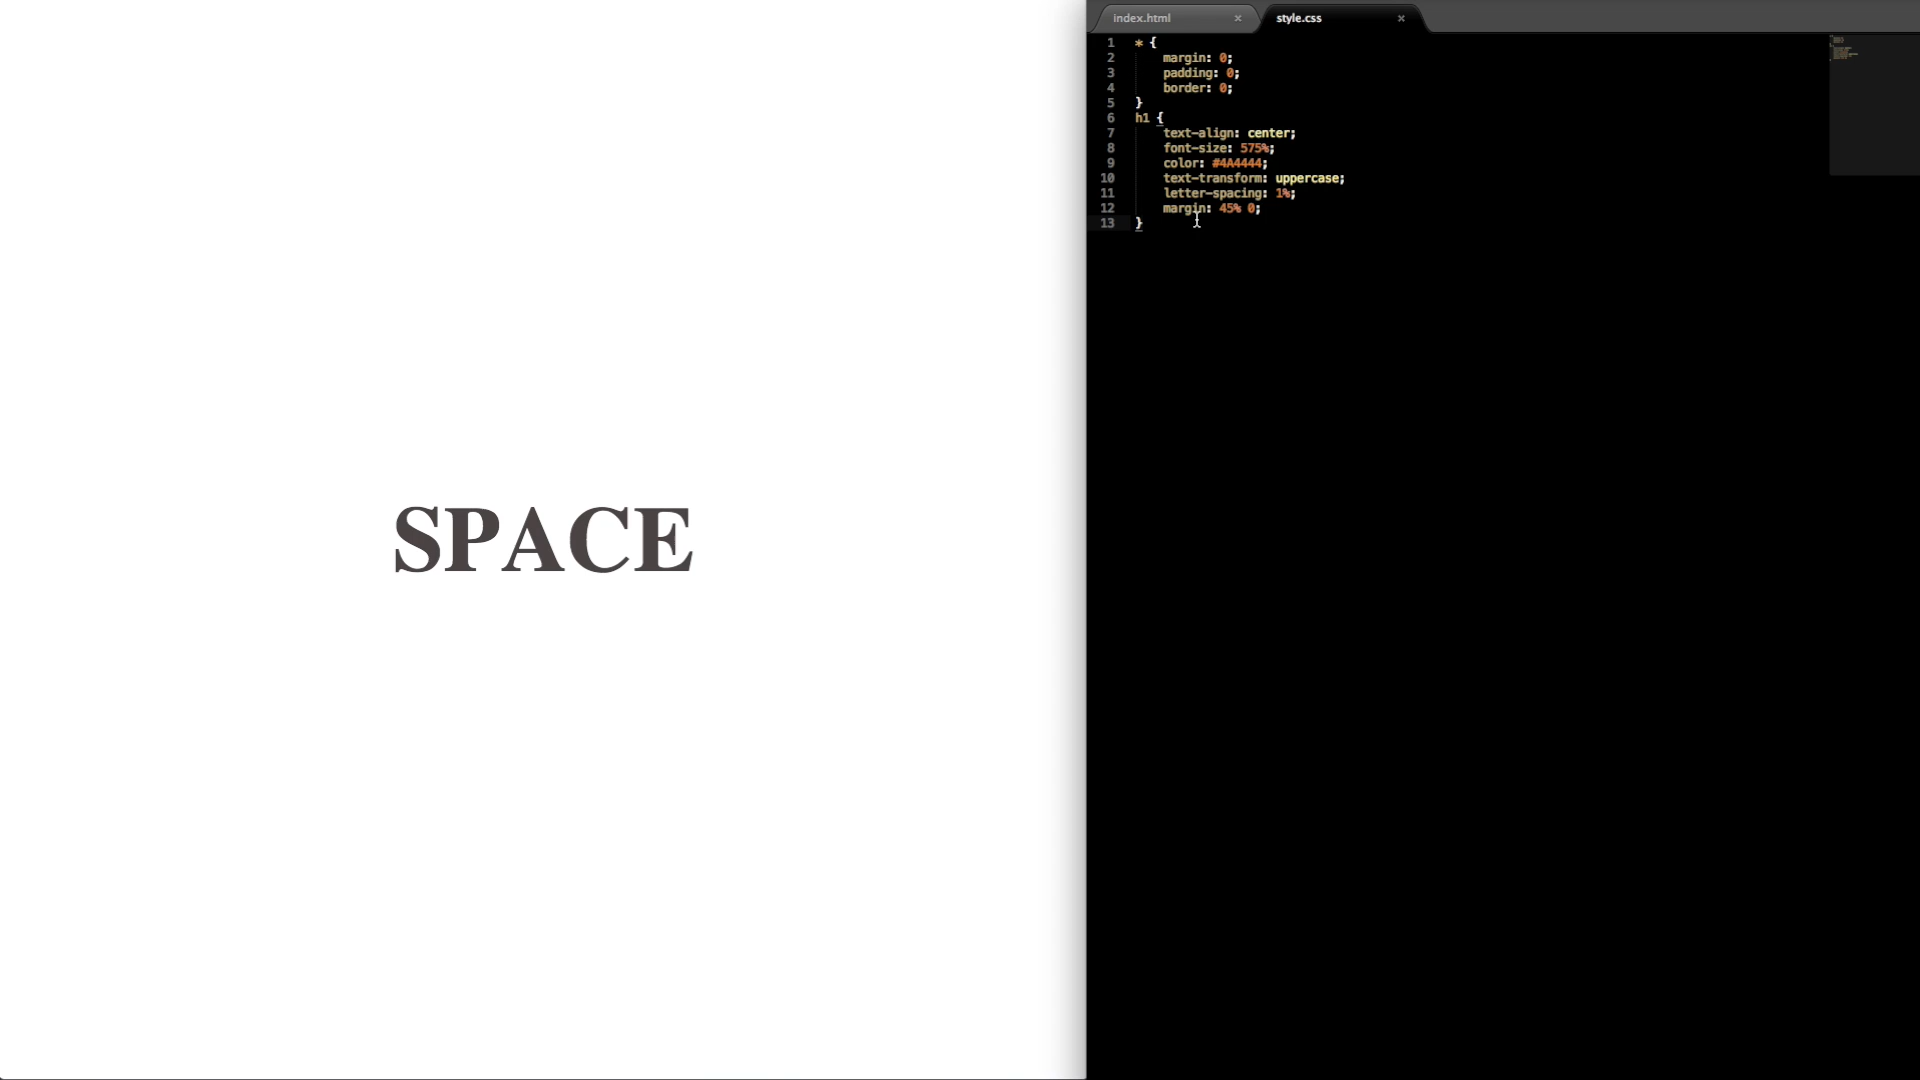 SPACE
index.html × style.css ×
1 * {
2 margin: 0;
3 padding: 0;
4 border: 0;
5 }
6 h1 {
7 text-align: center;
8 font-size: 575%;
9 color: #4A4444;
10 text-transform: uppercase;
11 letter-spacing: 1%;
12 margin: 45% 0;
13 }